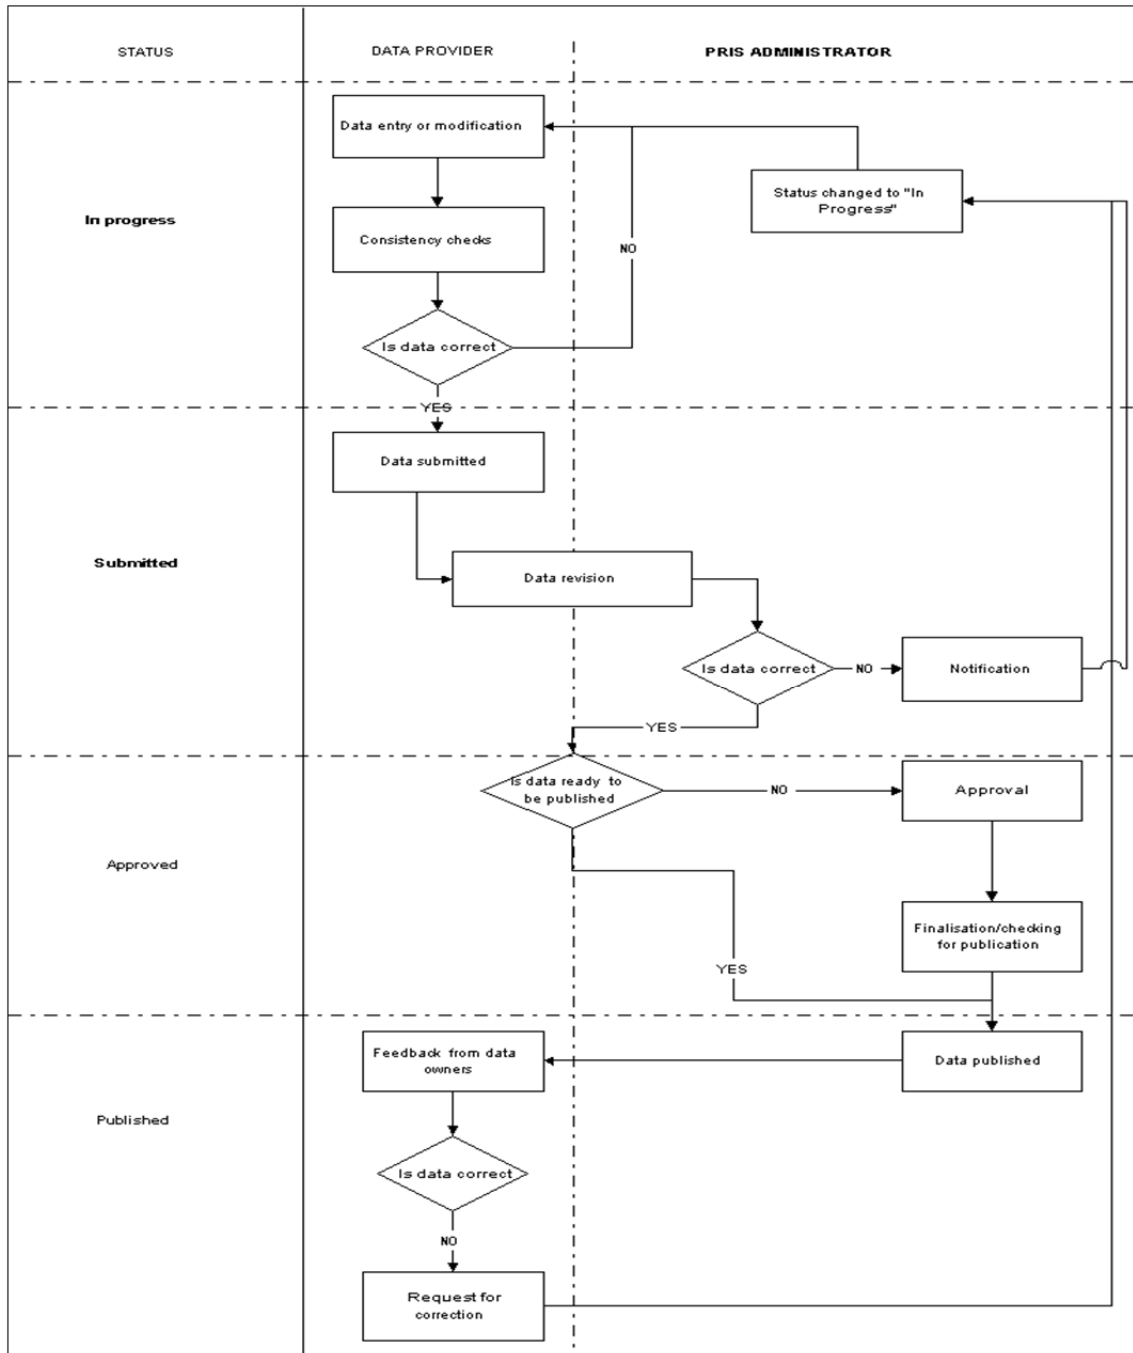 STATUS
DATA PROVIDER
PRIS ADMINISTRATOR
Data entry or modification
Status changed to "In
Progress"
In progress
Consistency checks
NO
Is data correct
YES
Data submitted
Submitted
Data revision
Is data correct
NO
Notification
YES
Is data ready to
be published
NO
Approval
Approved
Finalisation/checking
for publication
YES
Feedback from data
owners
Data published
Published
Is data correct
NO
Request for
correction